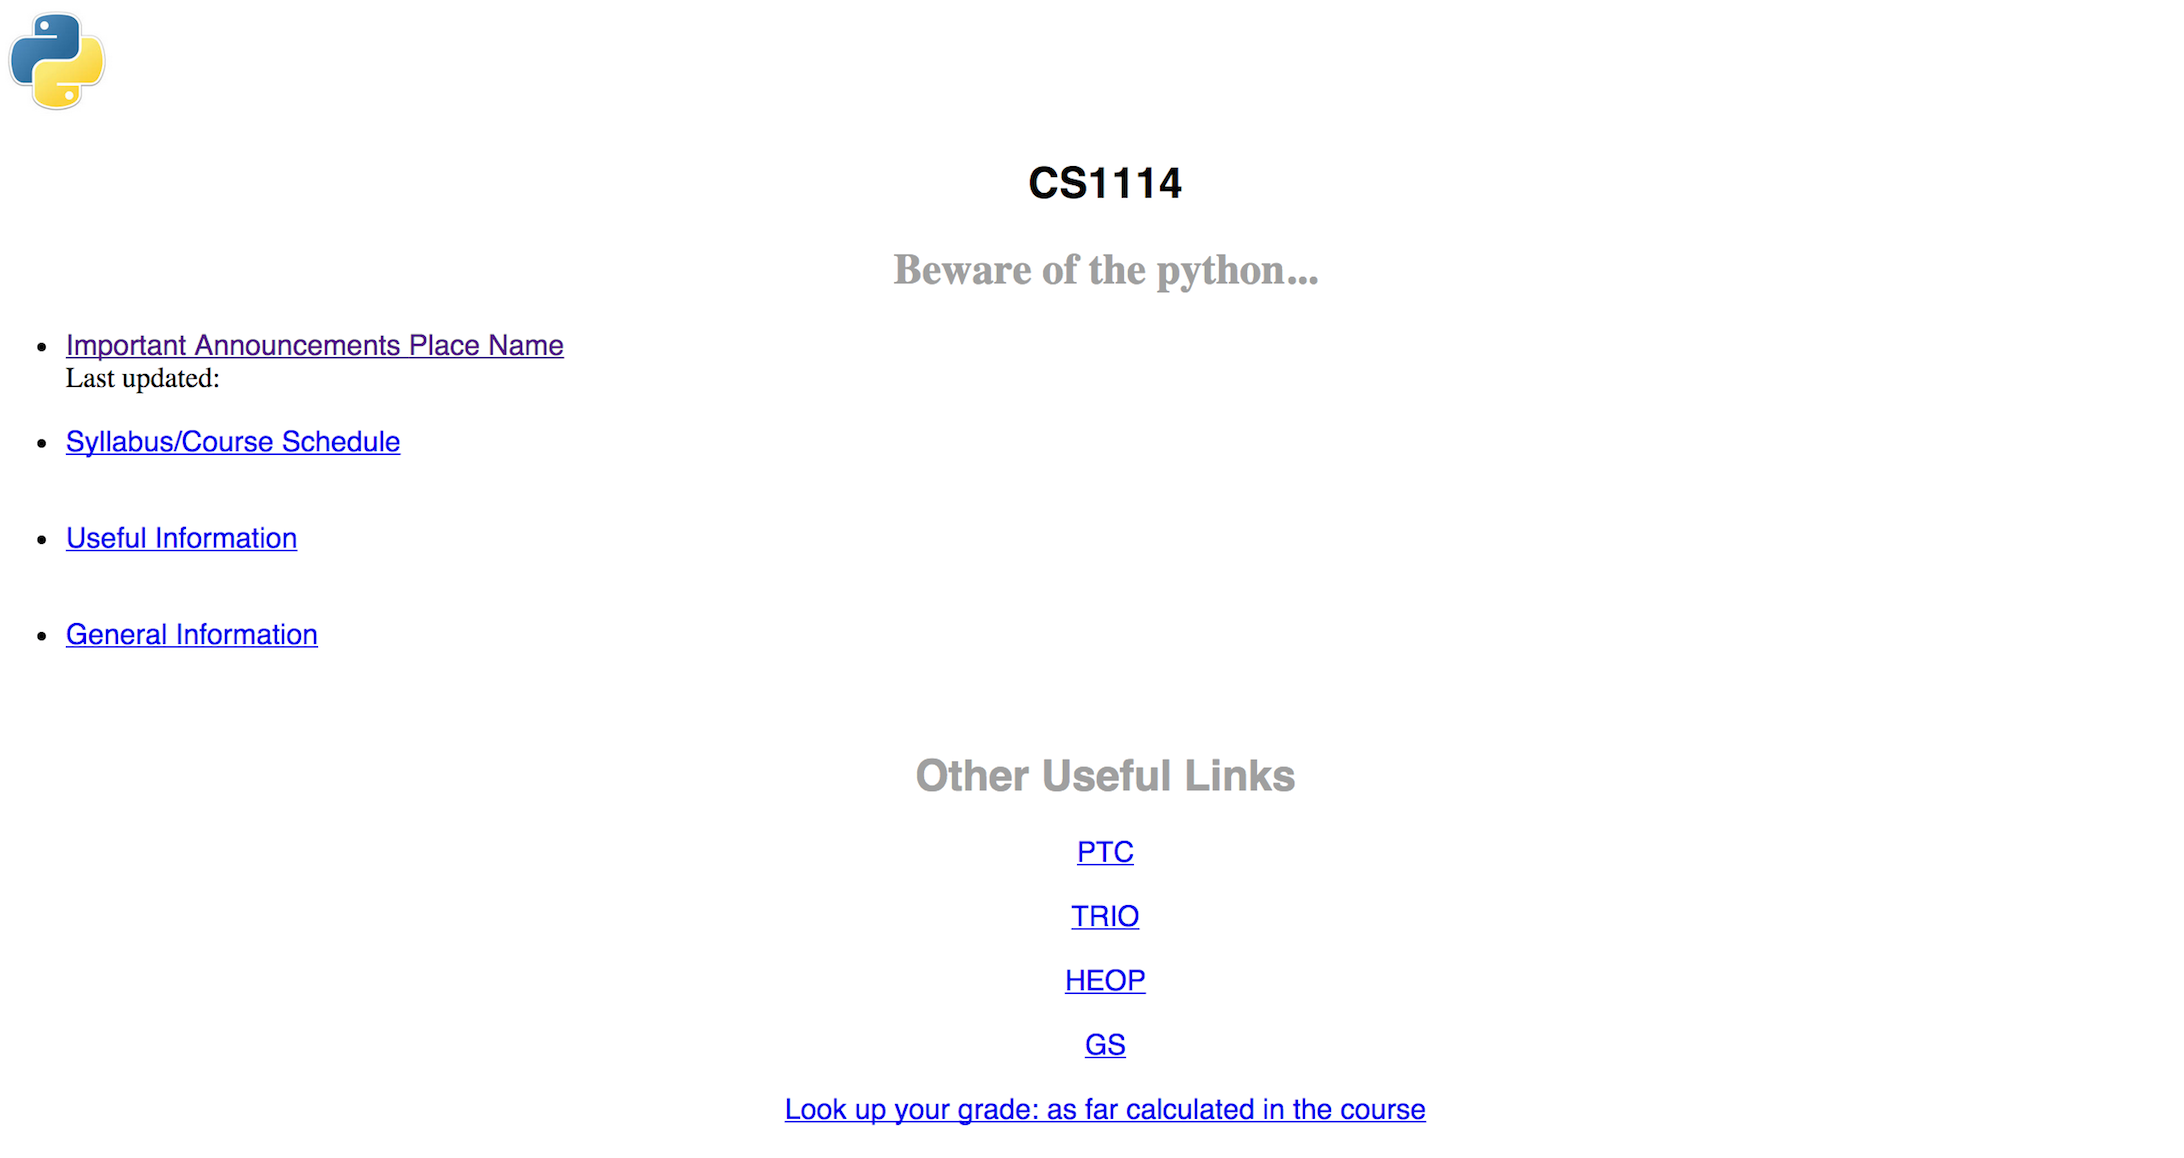 CS1114
Beware of the python...
Important Announcements Place Name
Last updated:
Syllabus/Course Schedule
Useful Information
General Information
Other Useful Links
PTC
TRIO
HEOP
GS
Look up your grade: as far calculated in the course